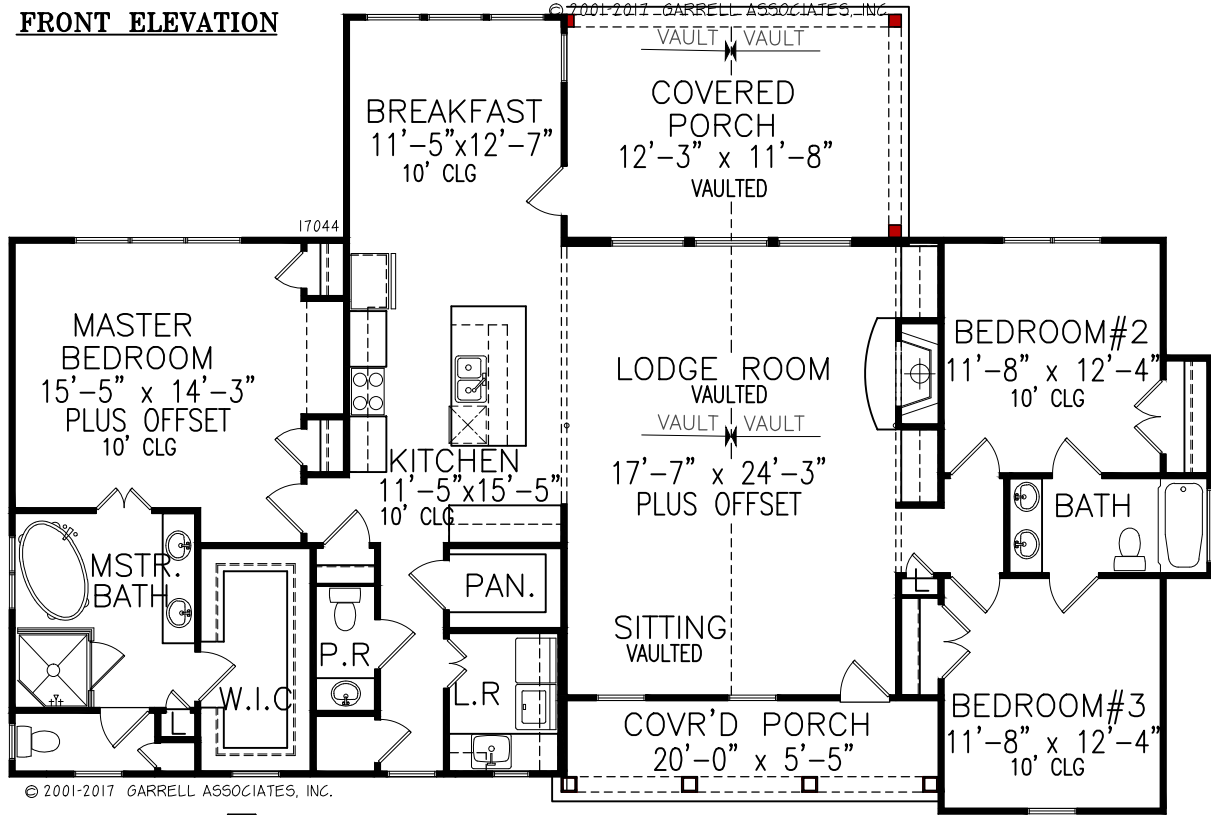 FRONT ELEVATION
© 2001-2017 GARRELL ASSOCIATES, INC.
VAULT VAULT
COVERED
PORCH
12'-3" x 11'-8"
VAULTED
BREAKFAST
11'-5"x12'-7"
10' CLG
17044
MASTER
BEDROOM
15'-5" x 14'-3"
PLUS OFFSET
10' CLG
LODGE ROOM
VAULTED
VAULT VAULT
17'-7" x 24'-3"
PLUS OFFSET
BEDROOM#2
11'-8" x 12'-4"
10' CLG
KITCHEN
11'-5"x15'-5"
10' CLG
BATH
MSTR.
BATH
PAN.
L
SITTING
VAULTED
P.R
W.I.C
L.R
L
COVR'D PORCH
20'-0" x 5'-5"
BEDROOM#3
11'-8" x 12'-4"
10' CLG
© 2001-2017 GARRELL ASSOCIATES, INC.